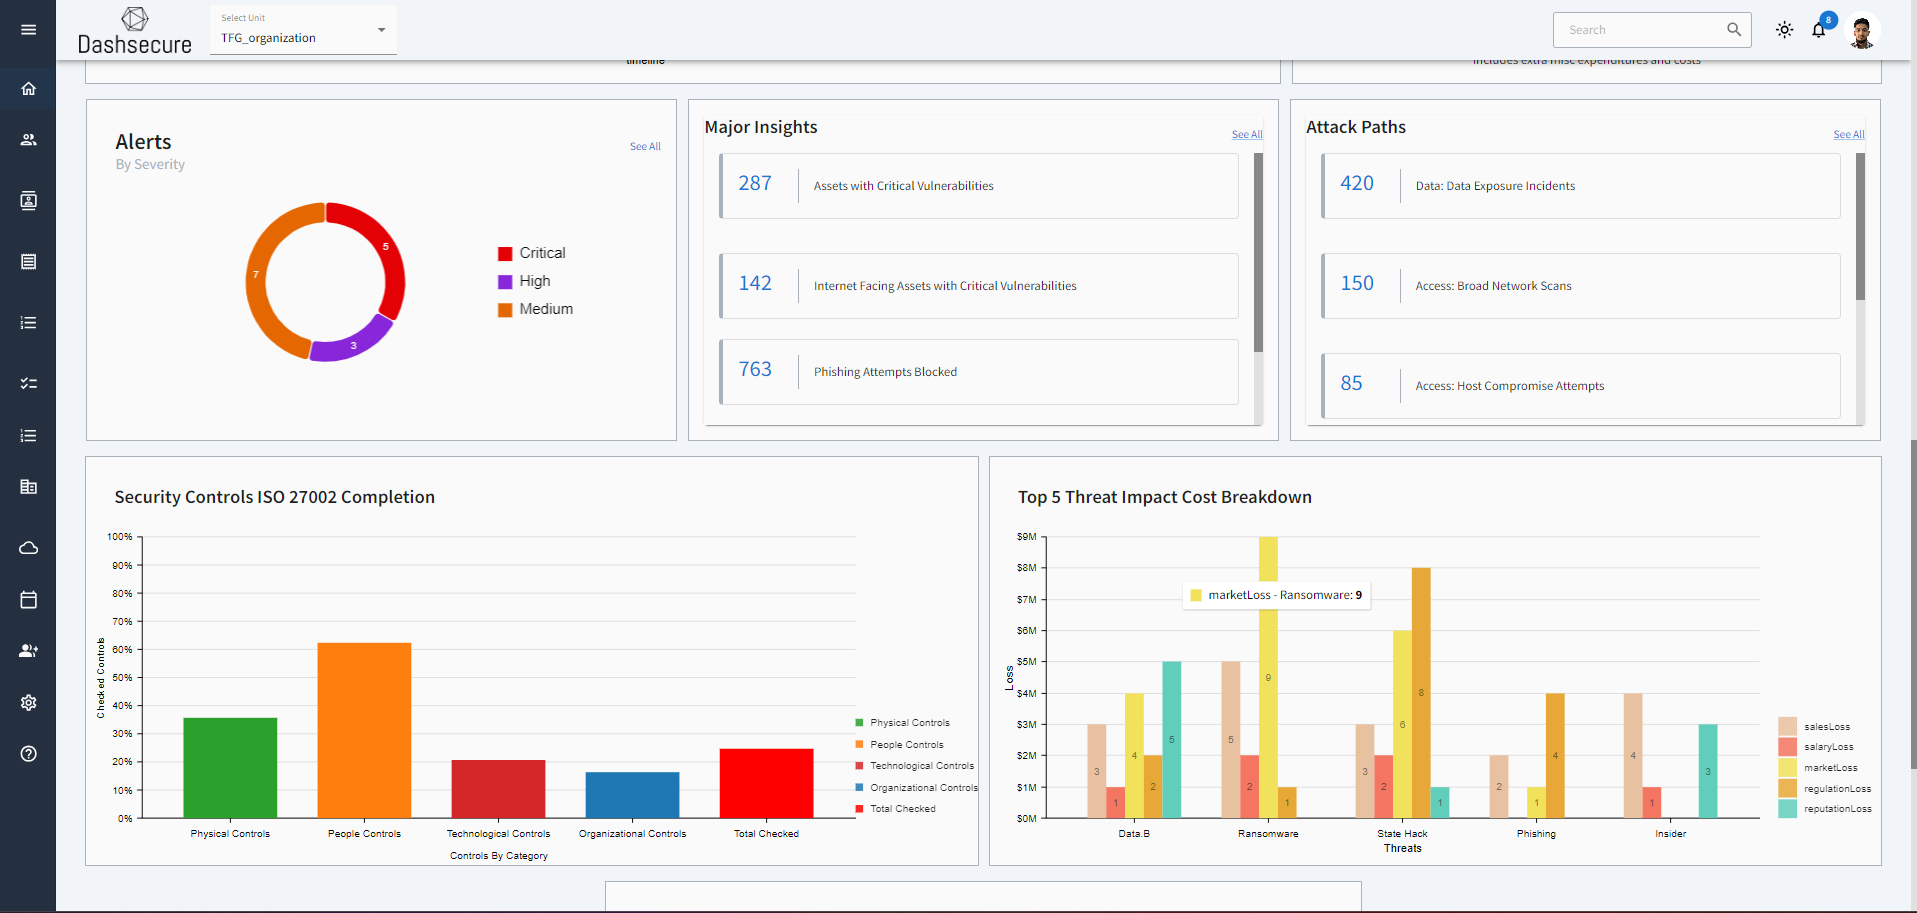 Dashsecure
Select Unit
TFG_organization
Search
8
timeline
includes extra misc expenditures and costs
Alerts
By Severity
See All
5
7
3
Critical
High
Medium
Major Insights
See All
287 Assets with Critical Vulnerabilities
142 Internet Facing Assets with Critical Vulnerabilities
763 Phishing Attempts Blocked
Attack Paths
See All
420 Data: Data Exposure Incidents
150 Access: Broad Network Scans
85 Access: Host Compromise Attempts
Security Controls ISO 27002 Completion
100%
90%
80%
70%
60%
50%
40%
30%
20%
10%
0%
Checked Controls
Physical Controls
People Controls
Technological Controls
Organizational Controls
Total Checked
Controls By Category
Physical Controls
People Controls
Technological Controls
Organizational Controls
Total Checked
Top 5 Threat Impact Cost Breakdown
$9M
$8M
$7M
$6M
$5M
$4M
$3M
$2M
$1M
$0M
Loss
marketLoss - Ransomware: 9
3 1 4 2 5
5 2 9 1
3 2 6 8 1
2 1 4
4 1 3
Data.B
Ransomware
State Hack
Phishing
Insider
Threats
salesLoss
salaryLoss
marketLoss
regulationLoss
reputationLoss